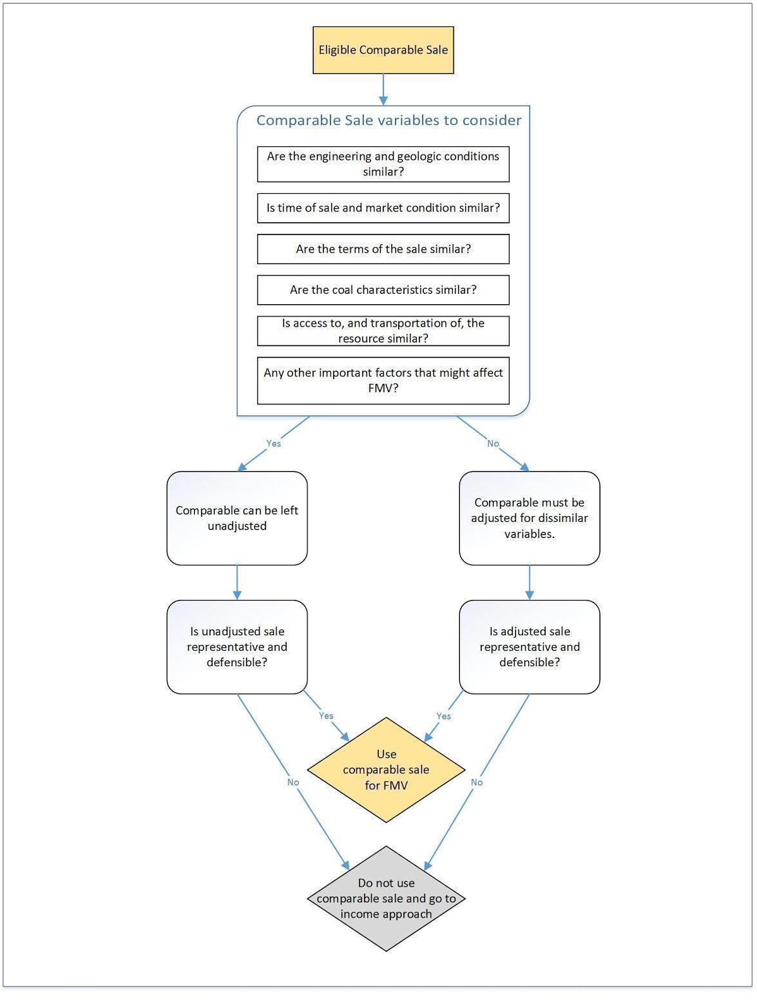 Eligible Comparable Sale
Comparable Sale variables to consider
Are the engineering and geologic conditions
similar?
Is time of sale and market condition similar?
Are the terms of the sale similar?
Are the coal characteristics similar?
Is access to, and transportation of, the
resource similar?
Any other important factors that might affect
FMV?
Yes
No
Comparable can be left
unadjusted
Comparable must be
adjusted for dissimilar
variables.
Is unadjusted sale
representative and
defensible?
Is adjusted sale
representative and
defensible?
Yes
Yes
Use
comparable sale
for FMV
No
No
Do not use
comparable sale and go to
income approach